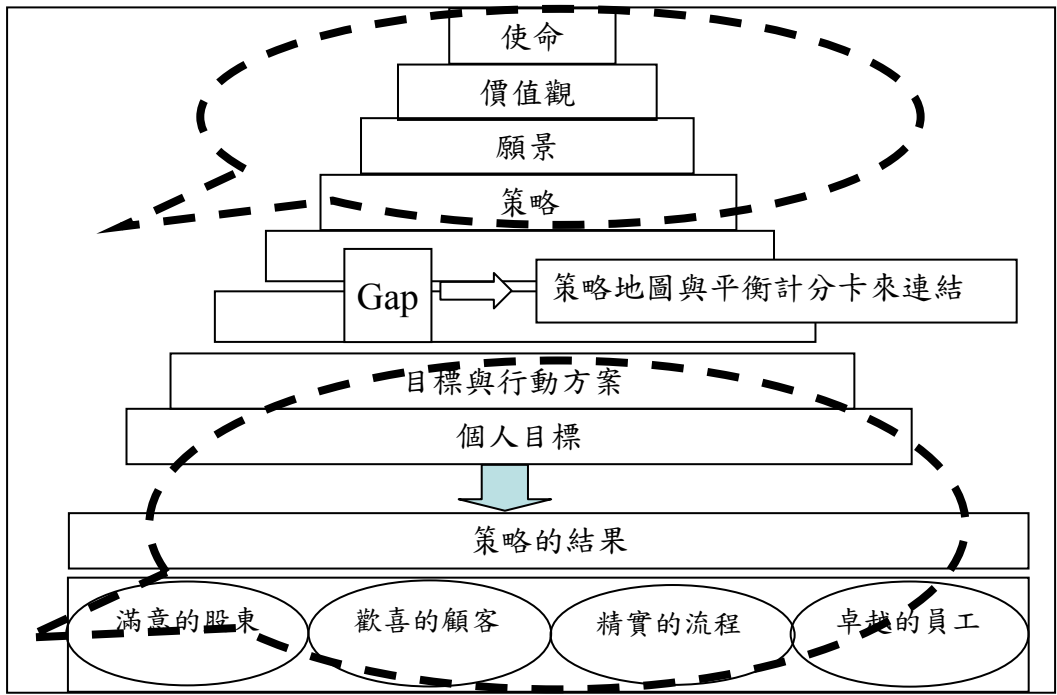 使命
價值觀
願景
策略
Gap
策略地圖與平衡計分卡來連結
目標與行動方案
個人目標
策略的結果
滿意的股東
歡喜的顧客
精實的流程
卓越的員工